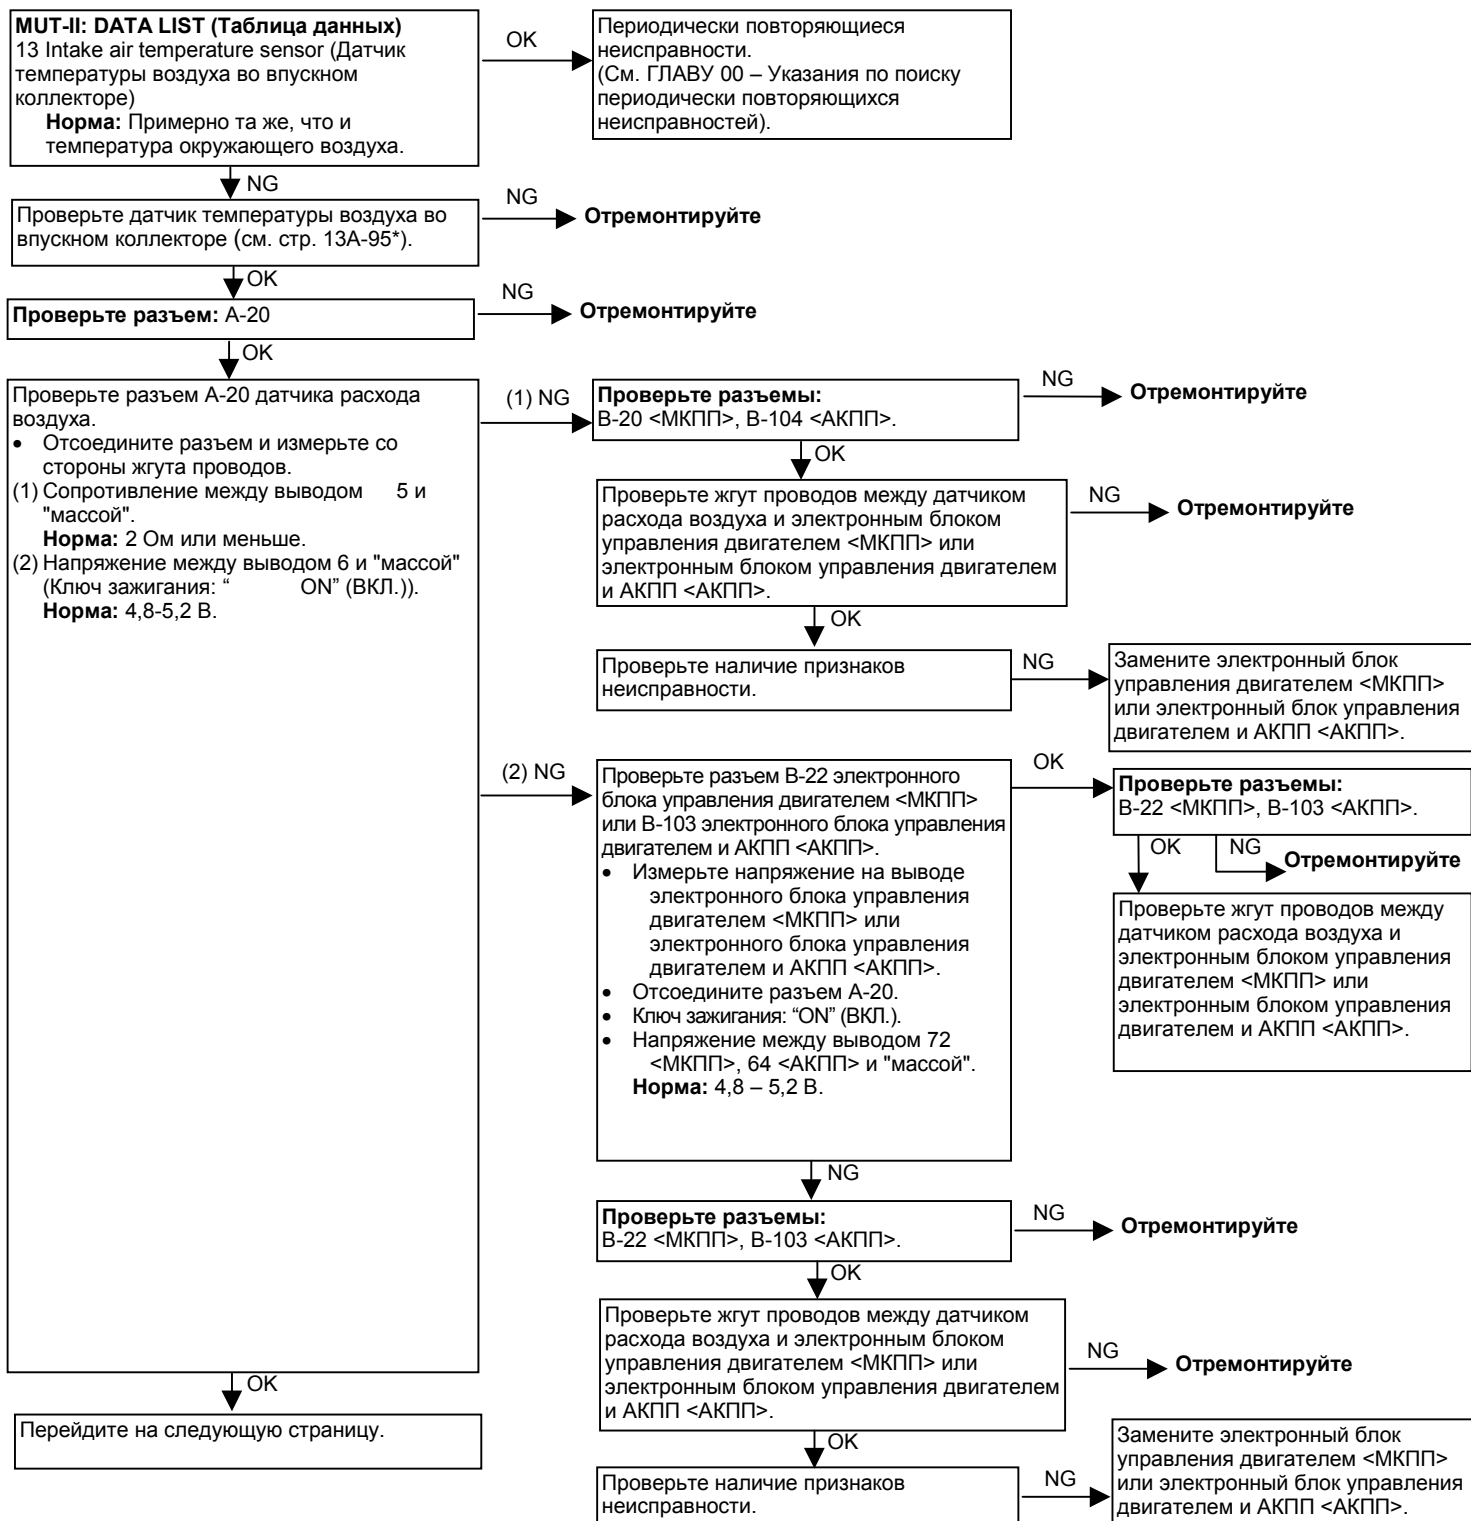 MUT-II: DATA LIST (Таблица данных)
13 Intake air temperature sensor (Датчик
температуры воздуха во впускном
коллекторе)
Норма: Примерно та же, что и
температура окружающего воздуха.
OK
Периодически повторяющиеся
неисправности.
(См. ГЛАВУ 00 – Указания по поиску
периодически повторяющихся
неисправностей).
NG
Проверьте датчик температуры воздуха во
впускном коллекторе (см. стр. 13A-95*).
NG
Отремонтируйте
OK
Проверьте разъем: A-20
NG
Отремонтируйте
OK
Проверьте разъем A-20 датчика расхода
воздуха.
• Отсоедините разъем и измерьте со
стороны жгута проводов.
(1) Сопротивление между выводом 5 и
"массой".
Норма: 2 Ом или меньше.
(2) Напряжение между выводом 6 и "массой"
(Ключ зажигания: “ ON” (ВКЛ.)).
Норма: 4,8-5,2 В.
(1) NG
Проверьте разъемы:
B-20 <МКПП>, B-104 <АКПП>.
NG
Отремонтируйте
OK
Проверьте жгут проводов между датчиком
расхода воздуха и электронным блоком
управления двигателем <МКПП> или
электронным блоком управления двигателем
и АКПП <АКПП>.
NG
Отремонтируйте
OK
Проверьте наличие признаков
неисправности.
NG
Замените электронный блок
управления двигателем <МКПП>
или электронный блок управления
двигателем и АКПП <АКПП>.
(2) NG
Проверьте разъем B-22 электронного
блока управления двигателем <МКПП>
или B-103 электронного блока управления
двигателем и АКПП <АКПП>.
• Измерьте напряжение на выводе
электронного блока управления
двигателем <МКПП> или
электронного блока управления
двигателем и АКПП <АКПП>.
• Отсоедините разъем A-20.
• Ключ зажигания: “ON” (ВКЛ.).
• Напряжение между выводом 72
<МКПП>, 64 <АКПП> и "массой".
Норма: 4,8 – 5,2 В.
OK
Проверьте разъемы:
B-22 <МКПП>, B-103 <АКПП>.
OK
NG
Отремонтируйте
Проверьте жгут проводов между
датчиком расхода воздуха и
электронным блоком управления
двигателем <МКПП> или
электронным блоком управления
двигателем и АКПП <АКПП>.
NG
Проверьте разъемы:
B-22 <МКПП>, B-103 <АКПП>.
NG
Отремонтируйте
OK
Проверьте жгут проводов между датчиком
расхода воздуха и электронным блоком
управления двигателем <МКПП> или
электронным блоком управления двигателем
и АКПП <АКПП>.
NG
Отремонтируйте
OK
Проверьте наличие признаков
неисправности.
NG
Замените электронный блок
управления двигателем <МКПП>
или электронный блок управления
двигателем и АКПП <АКПП>.
OK
Перейдите на следующую страницу.